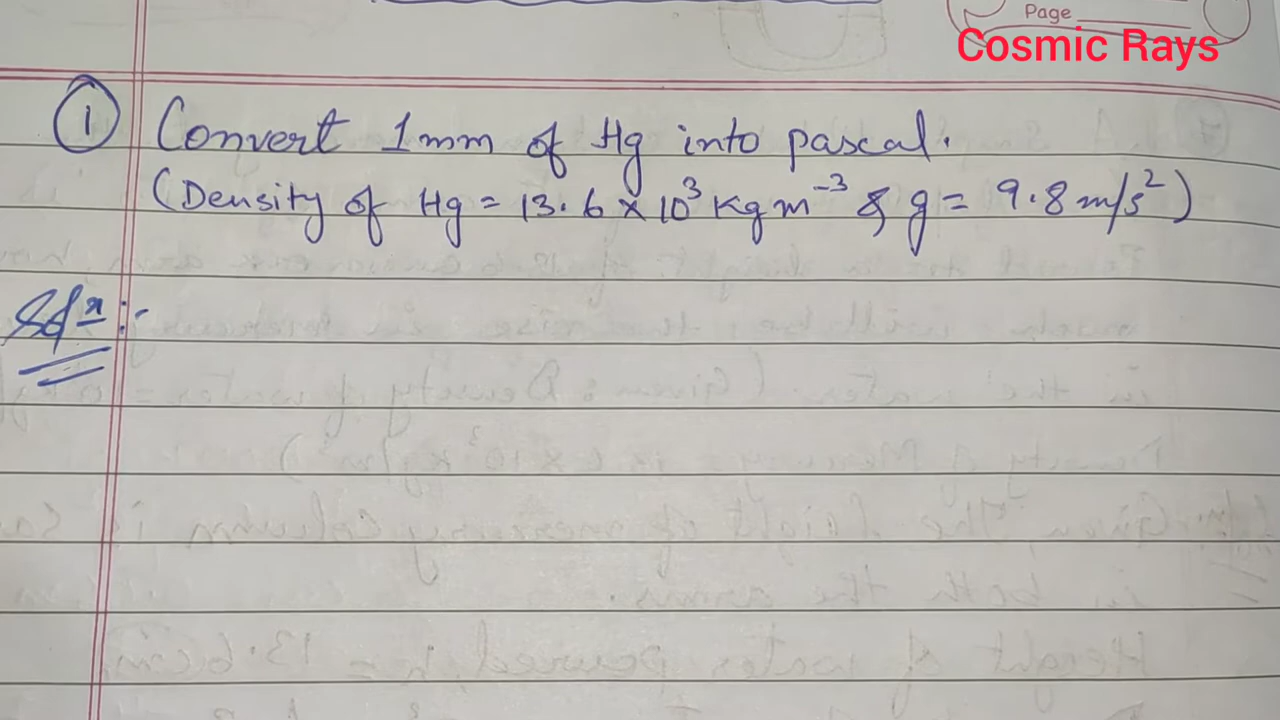 Page
Cosmic Rays
1 Convert 1mm of Hg into pascal.
(Density of Hg = 13.6 × 10³ Kg m⁻³ & g = 9.8 m/s²)
Solⁿ :-